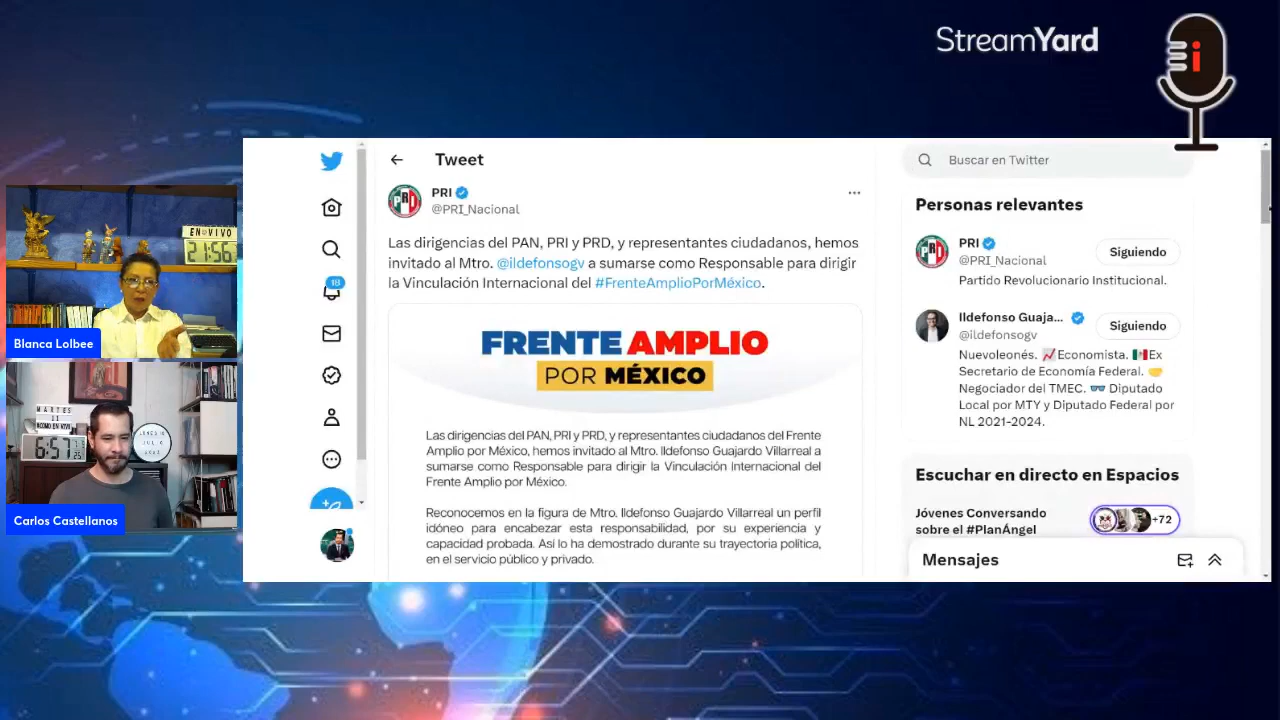 StreamYard
i
Tweet
Buscar en Twitter
PRI
@PRI_Nacional
Las dirigencias del PAN, PRI y PRD, y representantes ciudadanos, hemos
invitado al Mtro. @ildefonsogv a sumarse como Responsable para dirigir
la Vinculación Internacional del #FrenteAmplioPorMéxico.
FRENTE AMPLIO
POR MÉXICO
Las dirigencias del PAN, PRI y PRD, y representantes ciudadanos del Frente
Amplio por México, hemos invitado al Mtro. Ildefonso Guajardo Villarreal a
sumarse como Responsable para dirigir la Vinculación Internacional del
Frente Amplio por México.
Reconocemos en la figura de Mtro. Ildefonso Guajardo Villarreal un perfil
idóneo para encabezar esta responsabilidad, por su experiencia y
capacidad probada. Así lo ha demostrado durante su trayectoria política,
en el servicio público y privado.
18
Personas relevantes
PRI
@PRI_Nacional
Siguiendo
Partido Revolucionario Institucional.
Ildefonso Guaja...
@ildefonsogv
Siguiendo
Nuevoleonés. 📈Economista. 🇲🇽Ex
Secretario de Economía Federal. 🤝
Negociador del TMEC. 👓 Diputado
Local por MTY y Diputado Federal por
NL 2021-2024.
Escuchar en directo en Espacios
Jóvenes Conversando
sobre el #PlanÁngel
+72
Mensajes
EN VIVO
21:56
Blanca Lolbee
MARTES
11
6:57
Carlos Castellanos